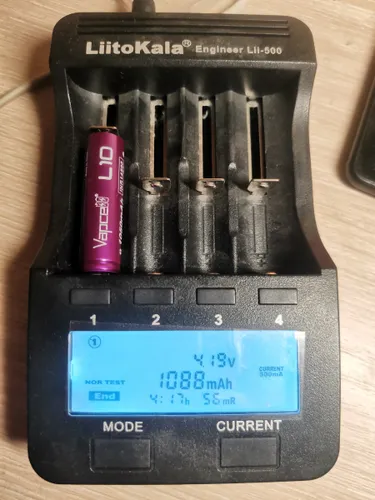 LiitoKala® Engineer Lii-500
Vapcell L10
1 2 3 4
①
4.19v
CURRENT
500mA
NOR TEST
1088mAh
End
4:17h 56mR
MODE CURRENT